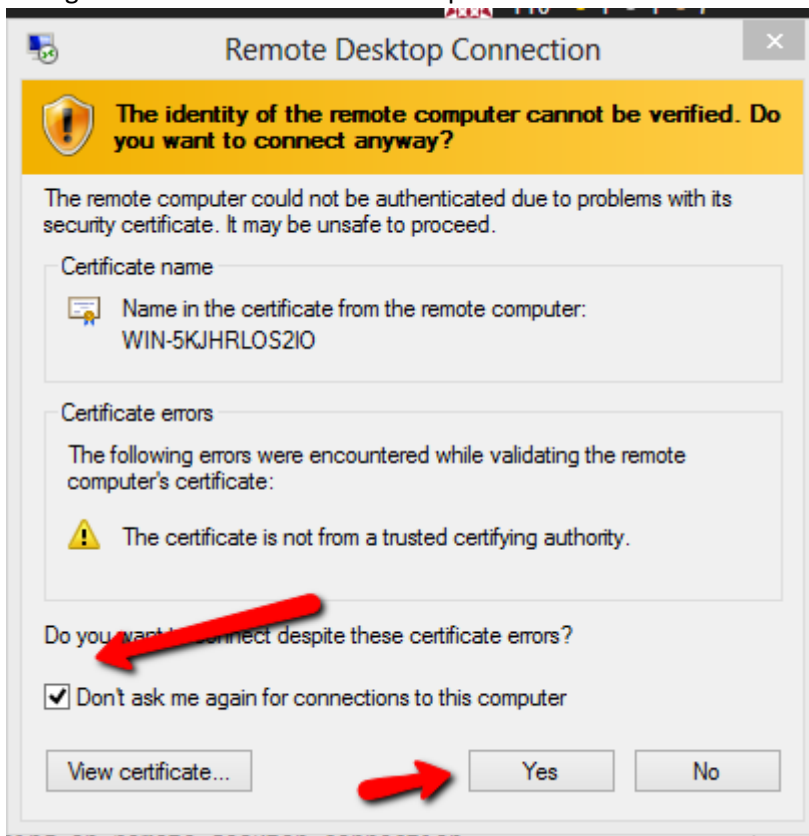 Remote Desktop Connection
The identity of the remote computer cannot be verified. Do
you want to connect anyway?
The remote computer could not be authenticated due to problems with its
security certificate. It may be unsafe to proceed.
Certificate name
Name in the certificate from the remote computer:
WIN-5KJHRLOS2IO
Certificate errors
The following errors were encountered while validating the remote
computer's certificate:
The certificate is not from a trusted certifying authority.
Do you want to connect despite these certificate errors?
Don't ask me again for connections to this computer
View certificate...
Yes
No